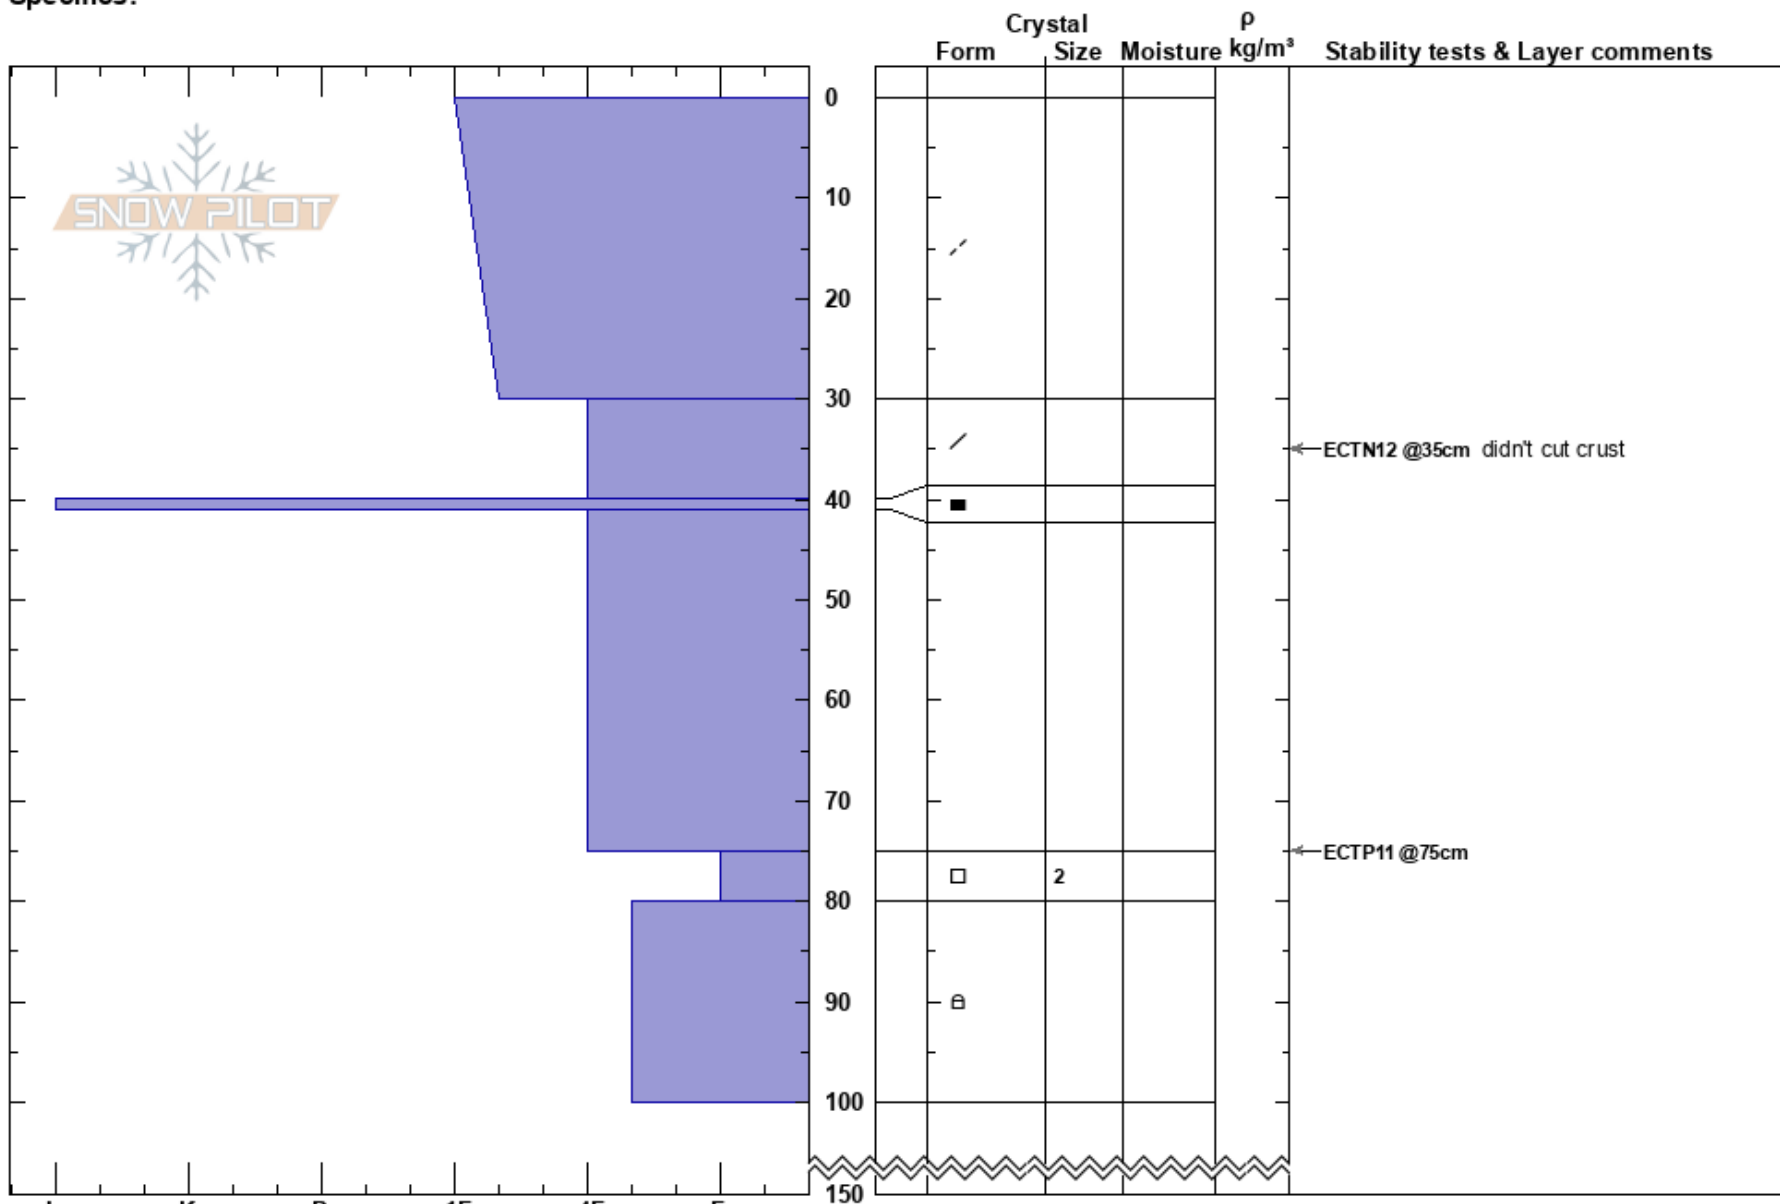 Crystal
ρ
Form Size Moisture kg/m³ Stability tests & Layer comments
0
SNOW PILOT
10
20
30
ECTN12 @35cm didn't cut crust
40
50
60
70
ECTP11 @75cm
2
80
90
100
150